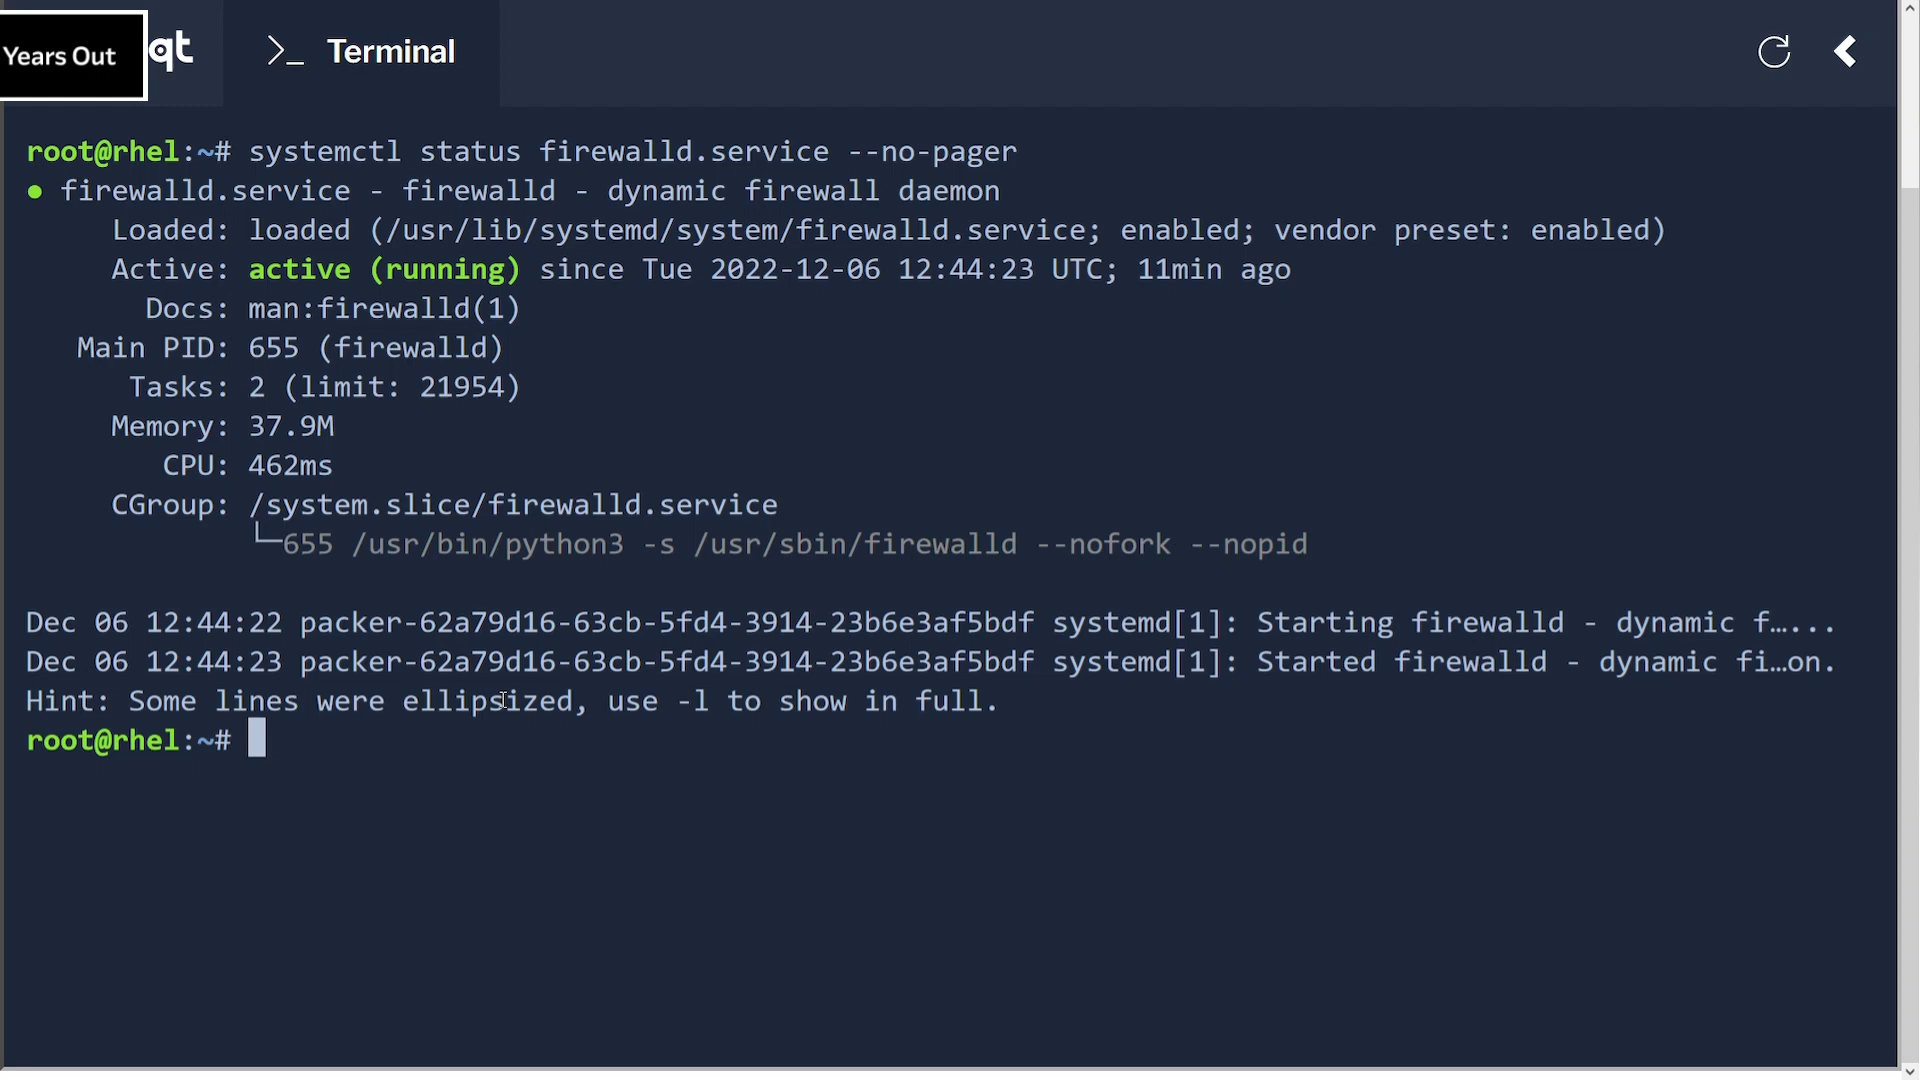 Years Out
qt
>_ Terminal
root@rhel:~# systemctl status firewalld.service --no-pager
● firewalld.service - firewalld - dynamic firewall daemon
Loaded: loaded (/usr/lib/systemd/system/firewalld.service; enabled; vendor preset: enabled)
Active: active (running) since Tue 2022-12-06 12:44:23 UTC; 11min ago
Docs: man:firewalld(1)
Main PID: 655 (firewalld)
Tasks: 2 (limit: 21954)
Memory: 37.9M
CPU: 462ms
CGroup: /system.slice/firewalld.service
└─655 /usr/bin/python3 -s /usr/sbin/firewalld --nofork --nopid
Dec 06 12:44:22 packer-62a79d16-63cb-5fd4-3914-23b6e3af5bdf systemd[1]: Starting firewalld - dynamic f…...
Dec 06 12:44:23 packer-62a79d16-63cb-5fd4-3914-23b6e3af5bdf systemd[1]: Started firewalld - dynamic fi…on.
Hint: Some lines were ellipsized, use -l to show in full.
root@rhel:~#